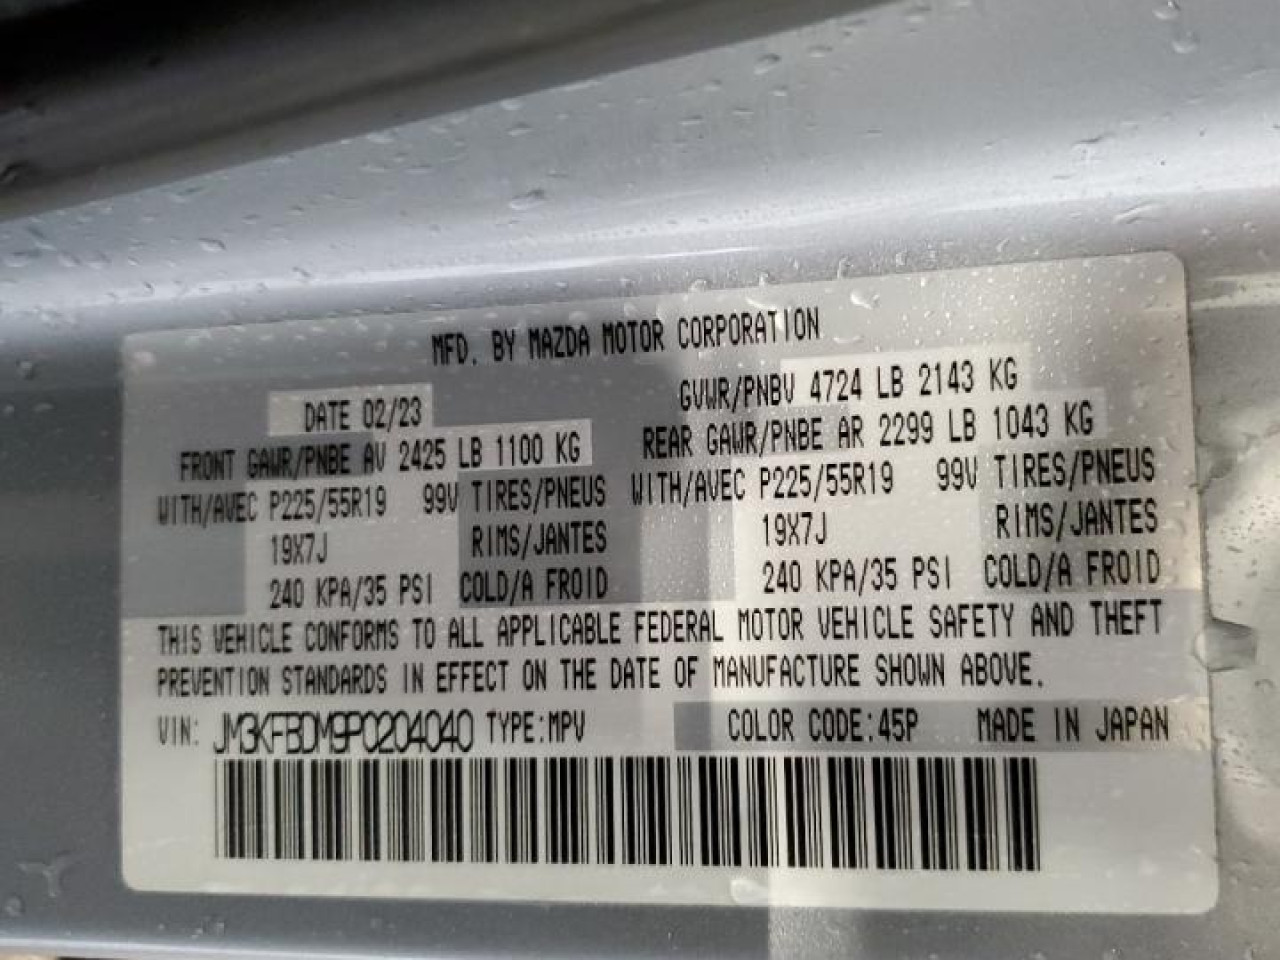 MFD. BY MAZDA MOTOR CORPORATION
DATE 02/23 GVWR/PNBV 4724 LB 2143 KG
FRONT GAWR/PNBE AV 2425 LB 1100 KG REAR GAWR/PNBE AR 2299 LB 1043 KG
WITH/AVEC P225/55R19 99V TIRES/PNEUS WITH/AVEC P225/55R19 99V TIRES/PNEUS
19X7J RIMS/JANTES 19X7J RIMS/JANTES
240 KPA/35 PSI COLD/A FROID 240 KPA/35 PSI COLD/A FROID
THIS VEHICLE CONFORMS TO ALL APPLICABLE FEDERAL MOTOR VEHICLE SAFETY AND THEFT
PREVENTION STANDARDS IN EFFECT ON THE DATE OF MANUFACTURE SHOWN ABOVE.
VIN: JM3KFBDM9P0204040 TYPE:MPV COLOR CODE:45P MADE IN JAPAN